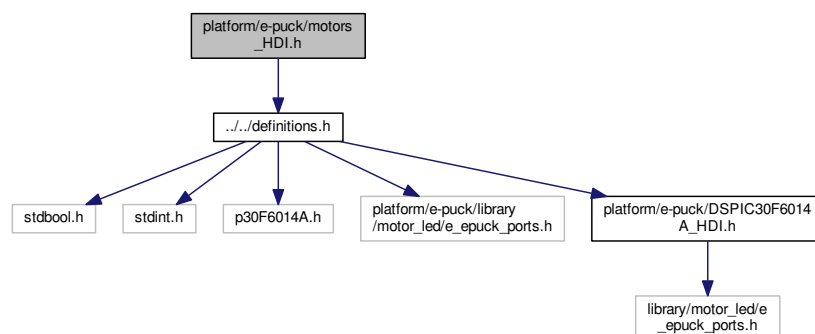 platform/e-puck/motors
_HDI.h
../../definitions.h
stdbool.h
stdint.h
p30F6014A.h
platform/e-puck/library
/motor_led/e_epuck_ports.h
platform/e-puck/DSPIC30F6014
A_HDI.h
library/motor_led/e
_epuck_ports.h